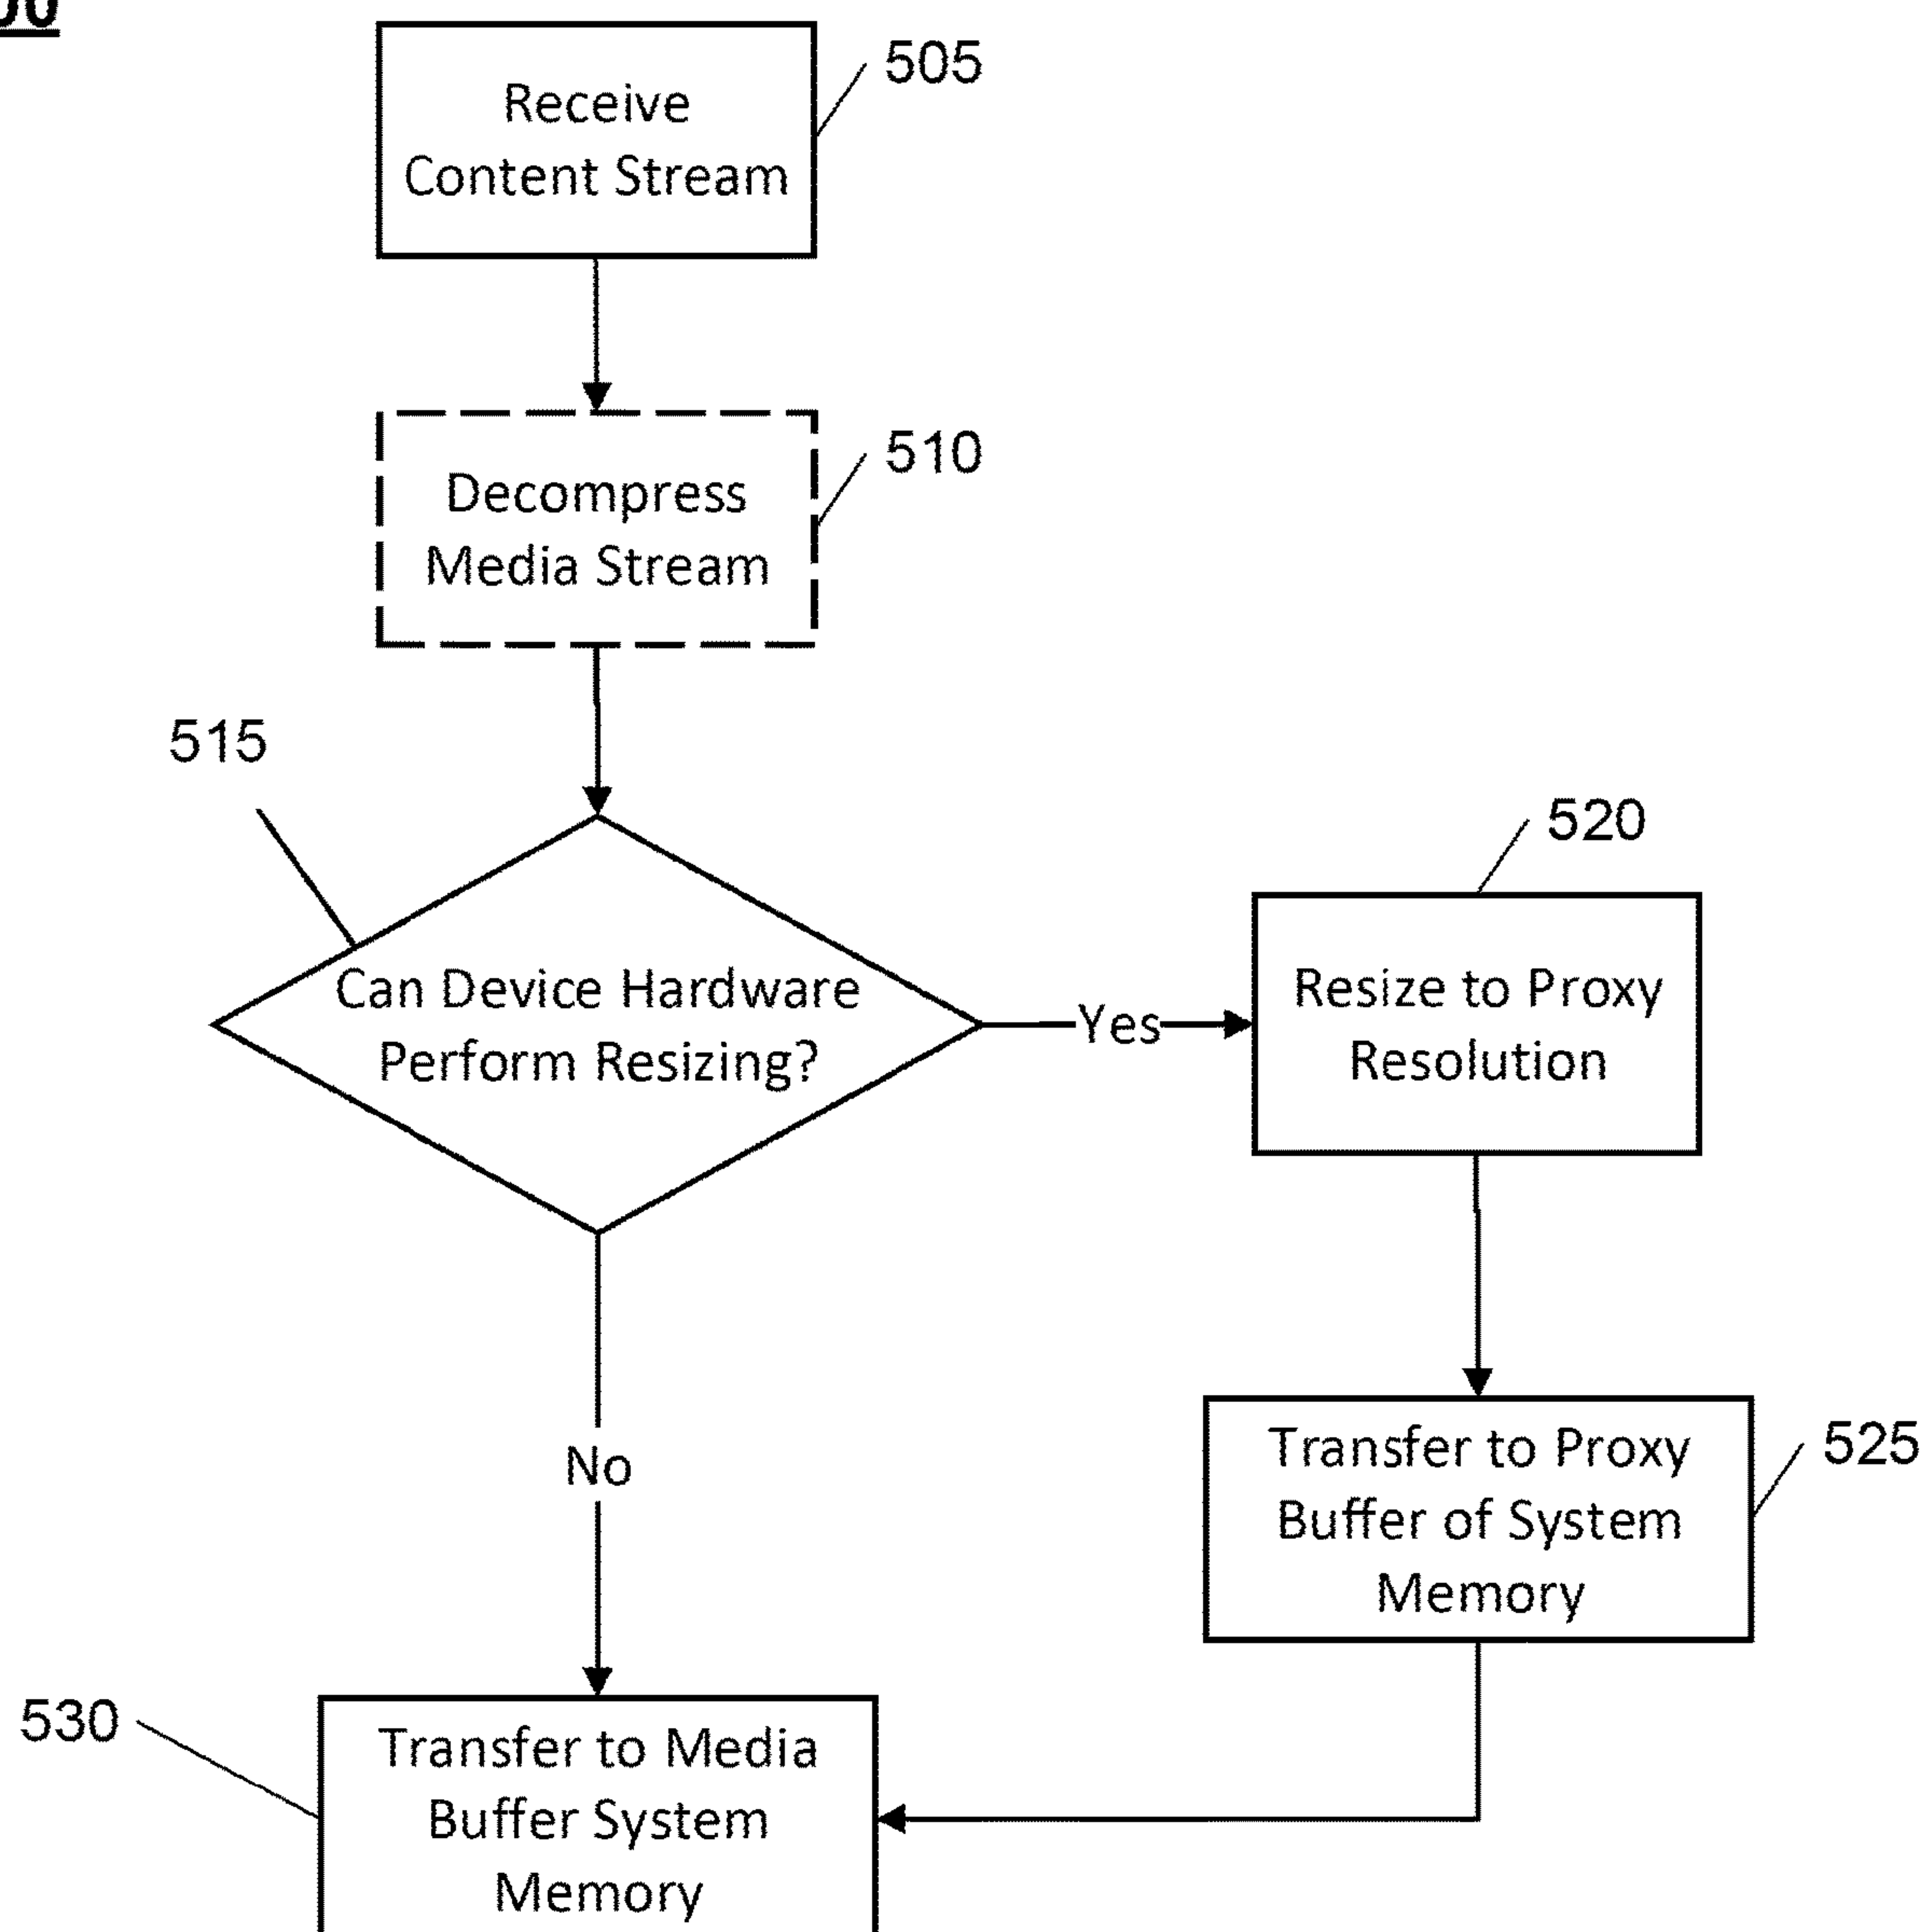 505
Receive
Content Stream
510
Decompress
Media Stream
515
520
Can Device Hardware
Perform Resizing?
Yes
Resize to Proxy
Resolution
525
Transfer to Proxy
Buffer of System
Memory
No
530
Transfer to Media
Buffer System
Memory